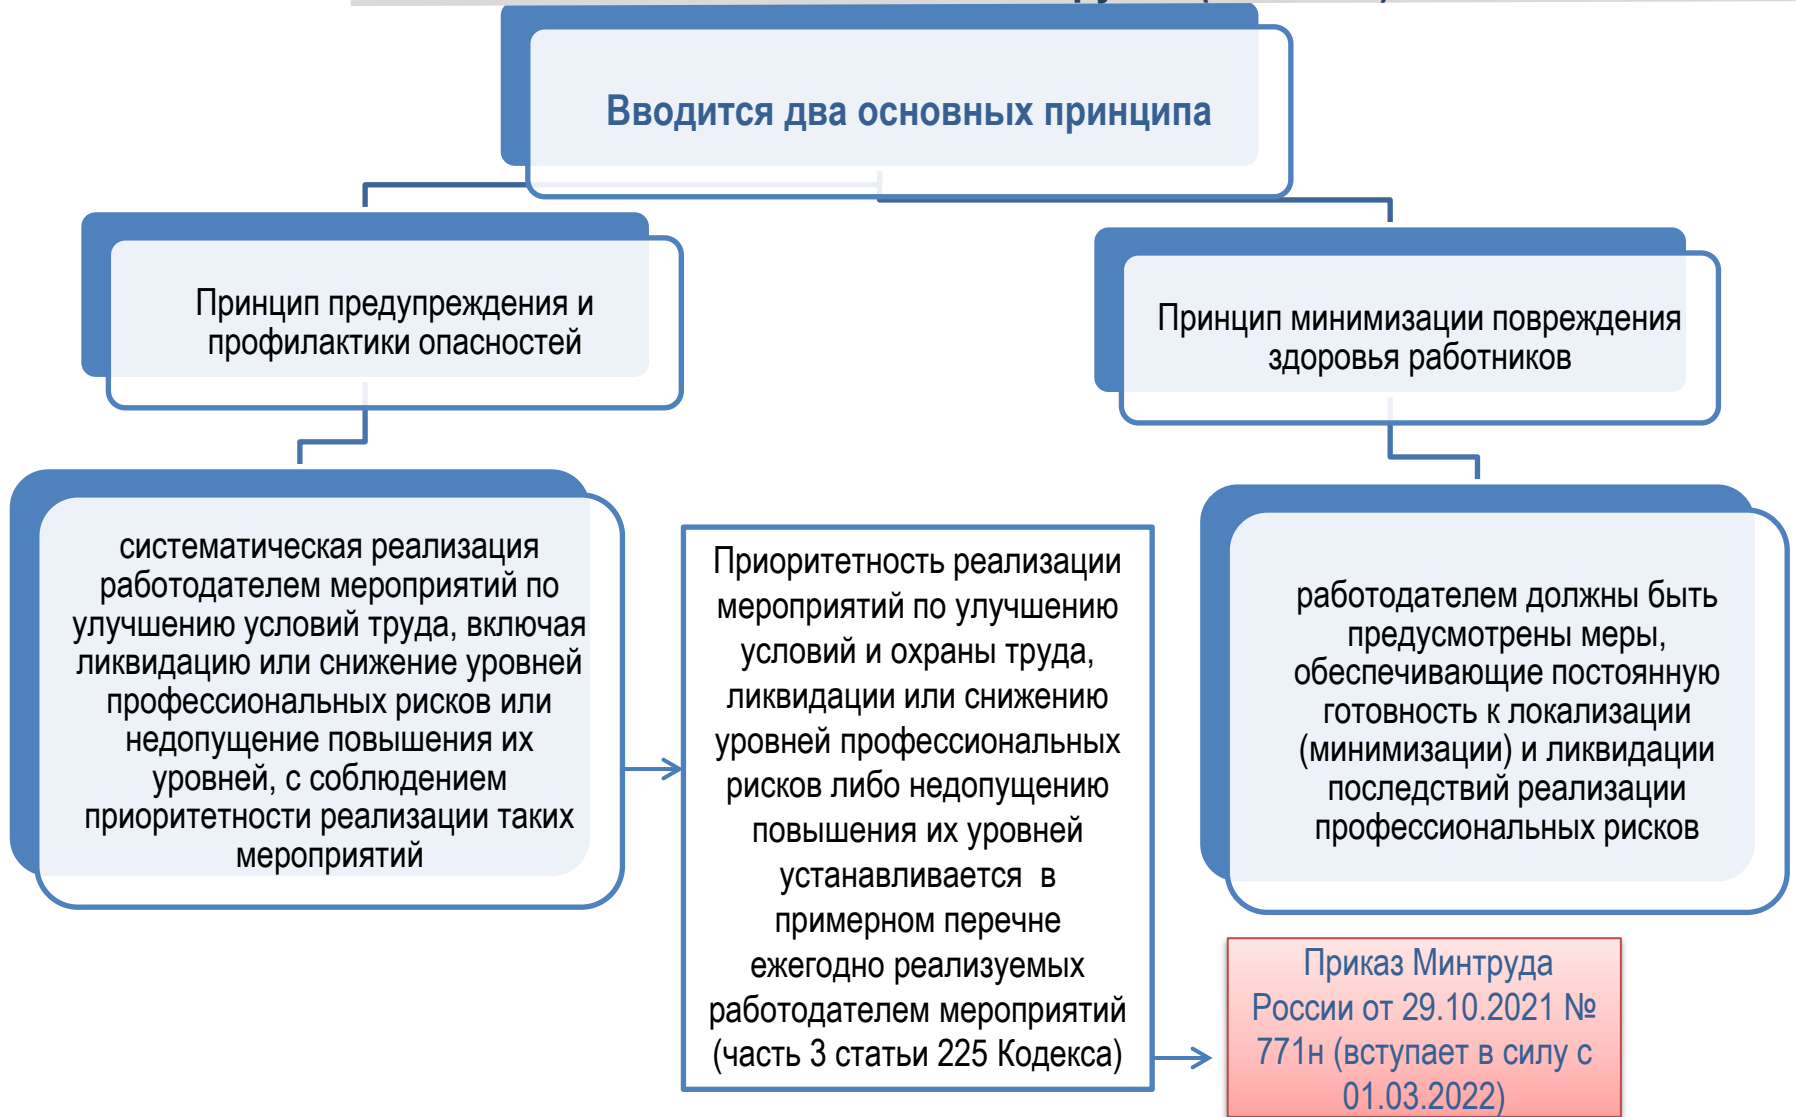 Вводится два основных принципа
Принцип предупреждения и
профилактики опасностей
Принцип минимизации повреждения
здоровья работников
систематическая реализация
работодателем мероприятий по
улучшению условий труда, включая
ликвидацию или снижение уровней
профессиональных рисков или
недопущение повышения их
уровней, с соблюдением
приоритетности реализации таких
мероприятий
Приоритетность реализации
мероприятий по улучшению
условий и охраны труда,
ликвидации или снижению
уровней профессиональных
рисков либо недопущению
повышения их уровней
устанавливается в
примерном перечне
ежегодно реализуемых
работодателем мероприятий
(часть 3 статьи 225 Кодекса)
работодателем должны быть
предусмотрены меры,
обеспечивающие постоянную
готовность к локализации
(минимизации) и ликвидации
последствий реализации
профессиональных рисков
Приказ Минтруда
России от 29.10.2021 №
771н (вступает в силу с
01.03.2022)